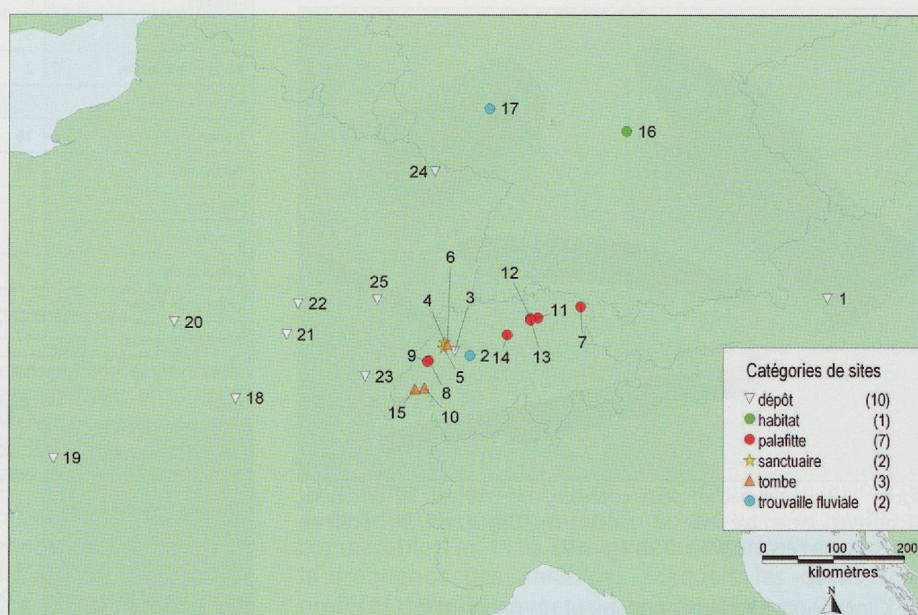 17
16
24
6
12
25
4
3
1
22
11
20
21
7
14
13
9
2
5
23
8
18
15
10
19
Catégories de sites
dépôt (10)
habitat (1)
palafitte (7)
sanctuaire (2)
tombe (3)
trouvaille fluviale (2)
0 100 200
kilomètres
N